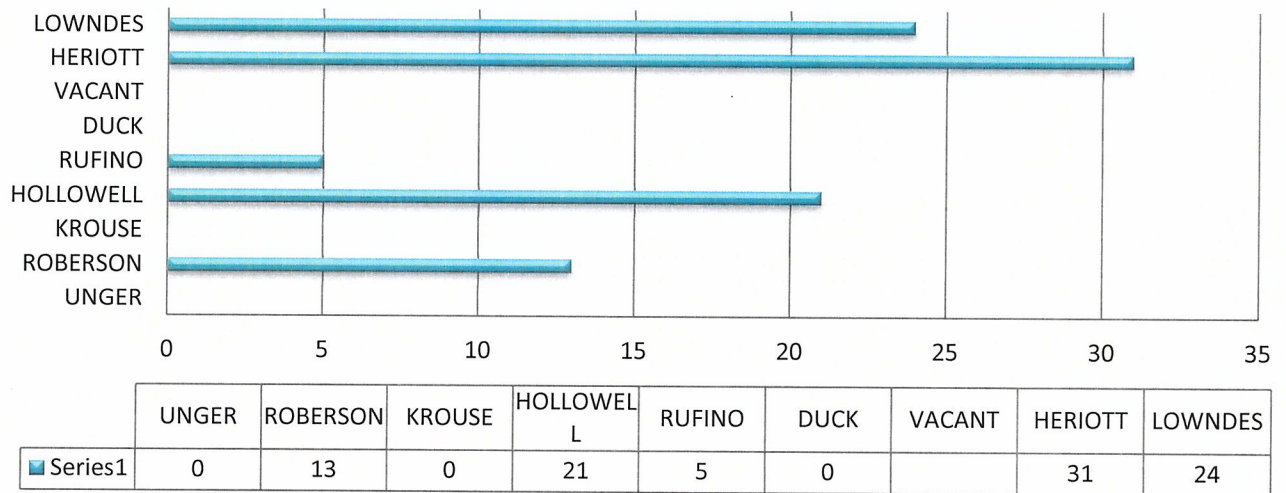 LOWNDES
HERIOTT
VACANT
DUCK
RUFINO
HOLLOWELL
KROUSE
ROBERSON
UNGER
0 5 10 15 20 25 30 35
UNGER ROBERSON KROUSE HOLLOWEL
L RUFINO DUCK VACANT HERIOTT LOWNDES
Series1 0 13 0 21 5 0 31 24